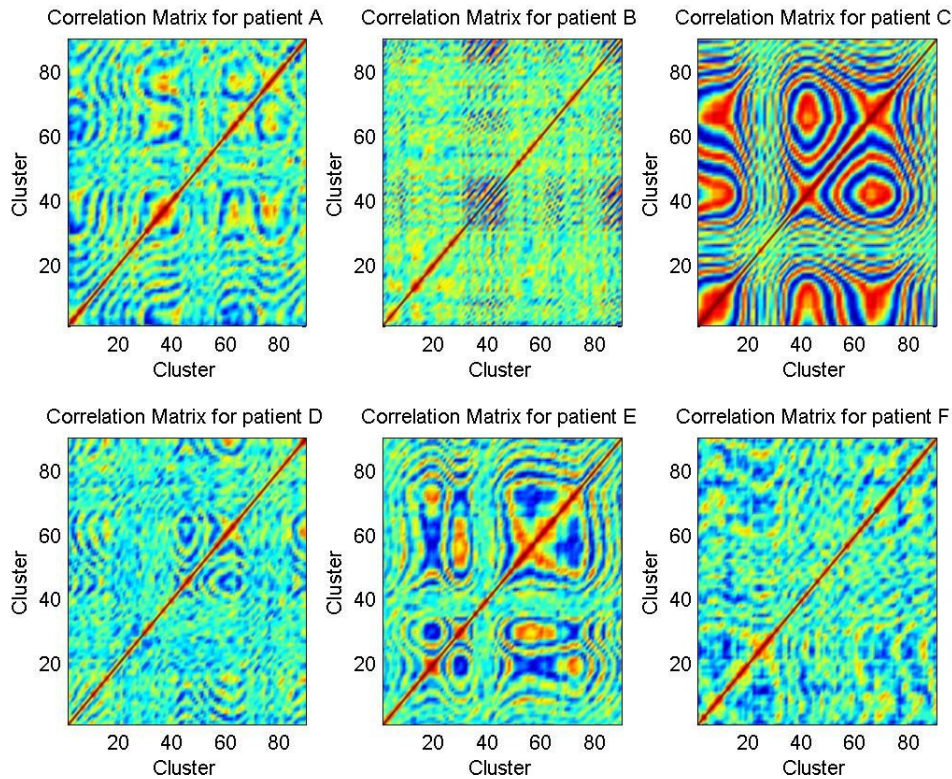 Correlation Matrix for patient A
Cluster
80
60
40
20
20 40 60 80
Cluster
Correlation Matrix for patient B
Cluster
80
60
40
20
20 40 60 80
Cluster
Correlation Matrix for patient C
Cluster
80
60
40
20
20 40 60 80
Cluster
Correlation Matrix for patient D
Cluster
80
60
40
20
20 40 60 80
Cluster
Correlation Matrix for patient E
Cluster
80
60
40
20
20 40 60 80
Cluster
Correlation Matrix for patient F
Cluster
80
60
40
20
20 40 60 80
Cluster